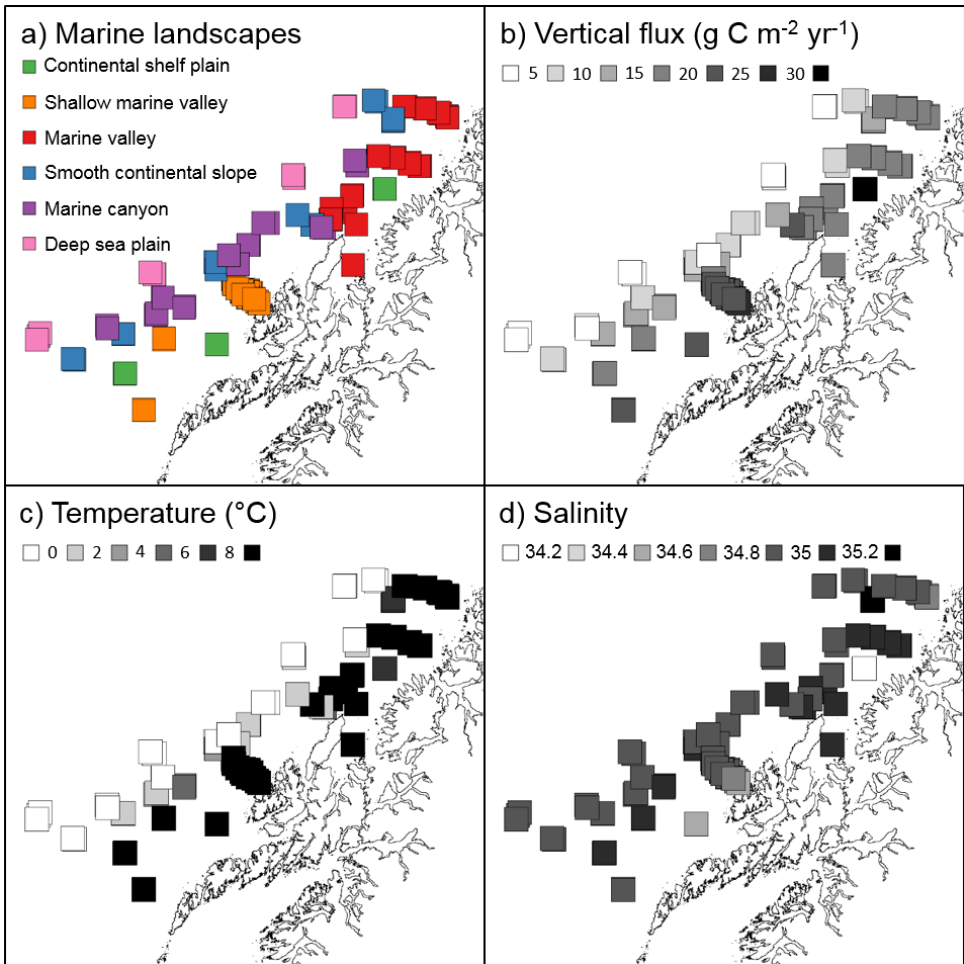 a) Marine landscapes
Continental shelf plain
Shallow marine valley
Marine valley
Smooth continental slope
Marine canyon
Deep sea plain
b) Vertical flux (g C m-2 yr-1)
5 10 15 20 25 30
c) Temperature (°C)
0 2 4 6 8
d) Salinity
34.2 34.4 34.6 34.8 35 35.2